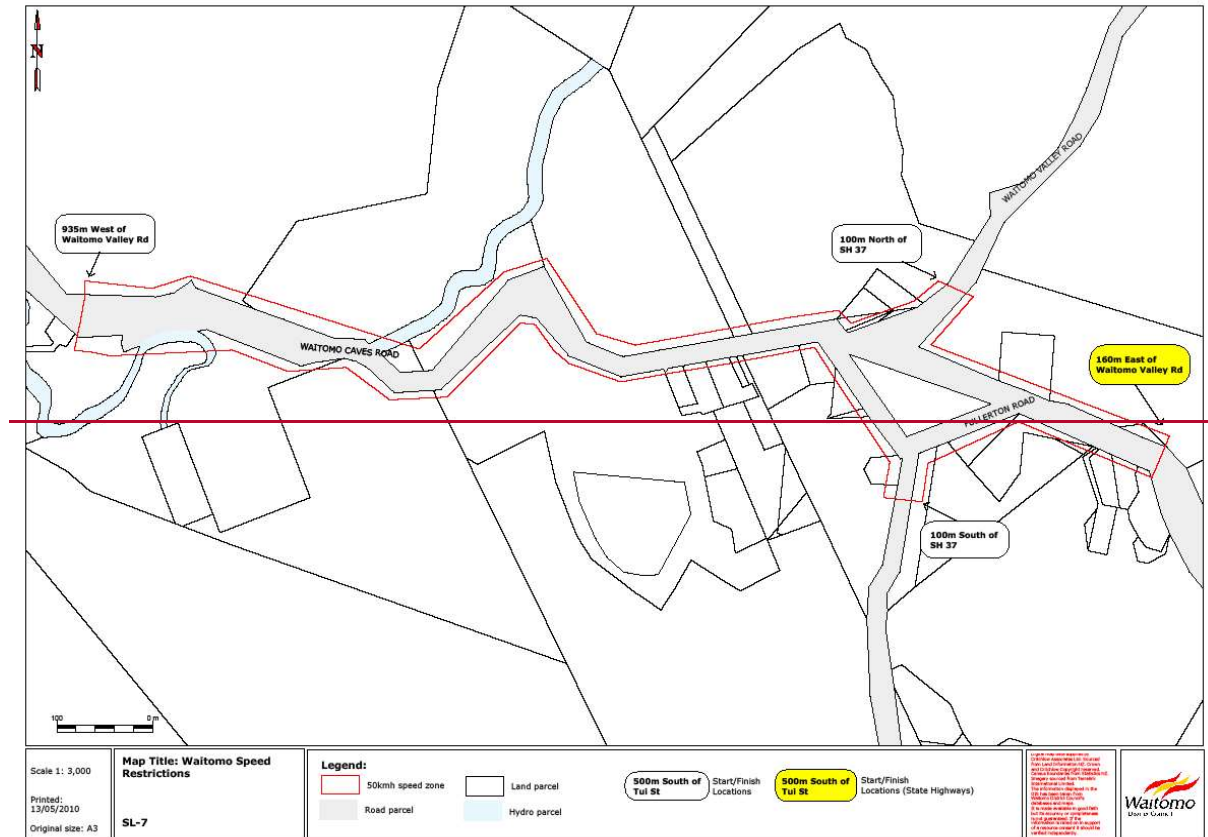 N
935m West of
Waitomo Valley Rd
100m North of
SH 37
WAITOMO VALLEY ROAD
WAITOMO CAVES ROAD
160m East of
Waitomo Valley Rd
FULLERTON ROAD
100m South of
SH 37
100 0 m
Scale 1: 3,000
Printed:
13/05/2010
Original size: A3
Map Title: Waitomo Speed
Restrictions
SL-7
Legend:
50kmh speed zone
Road parcel
Land parcel
Hydro parcel
500m South of
Tui St
Start/Finish
Locations
500m South of
Tui St
Start/Finish
Locations (State Highways)
Waitomo
District Council